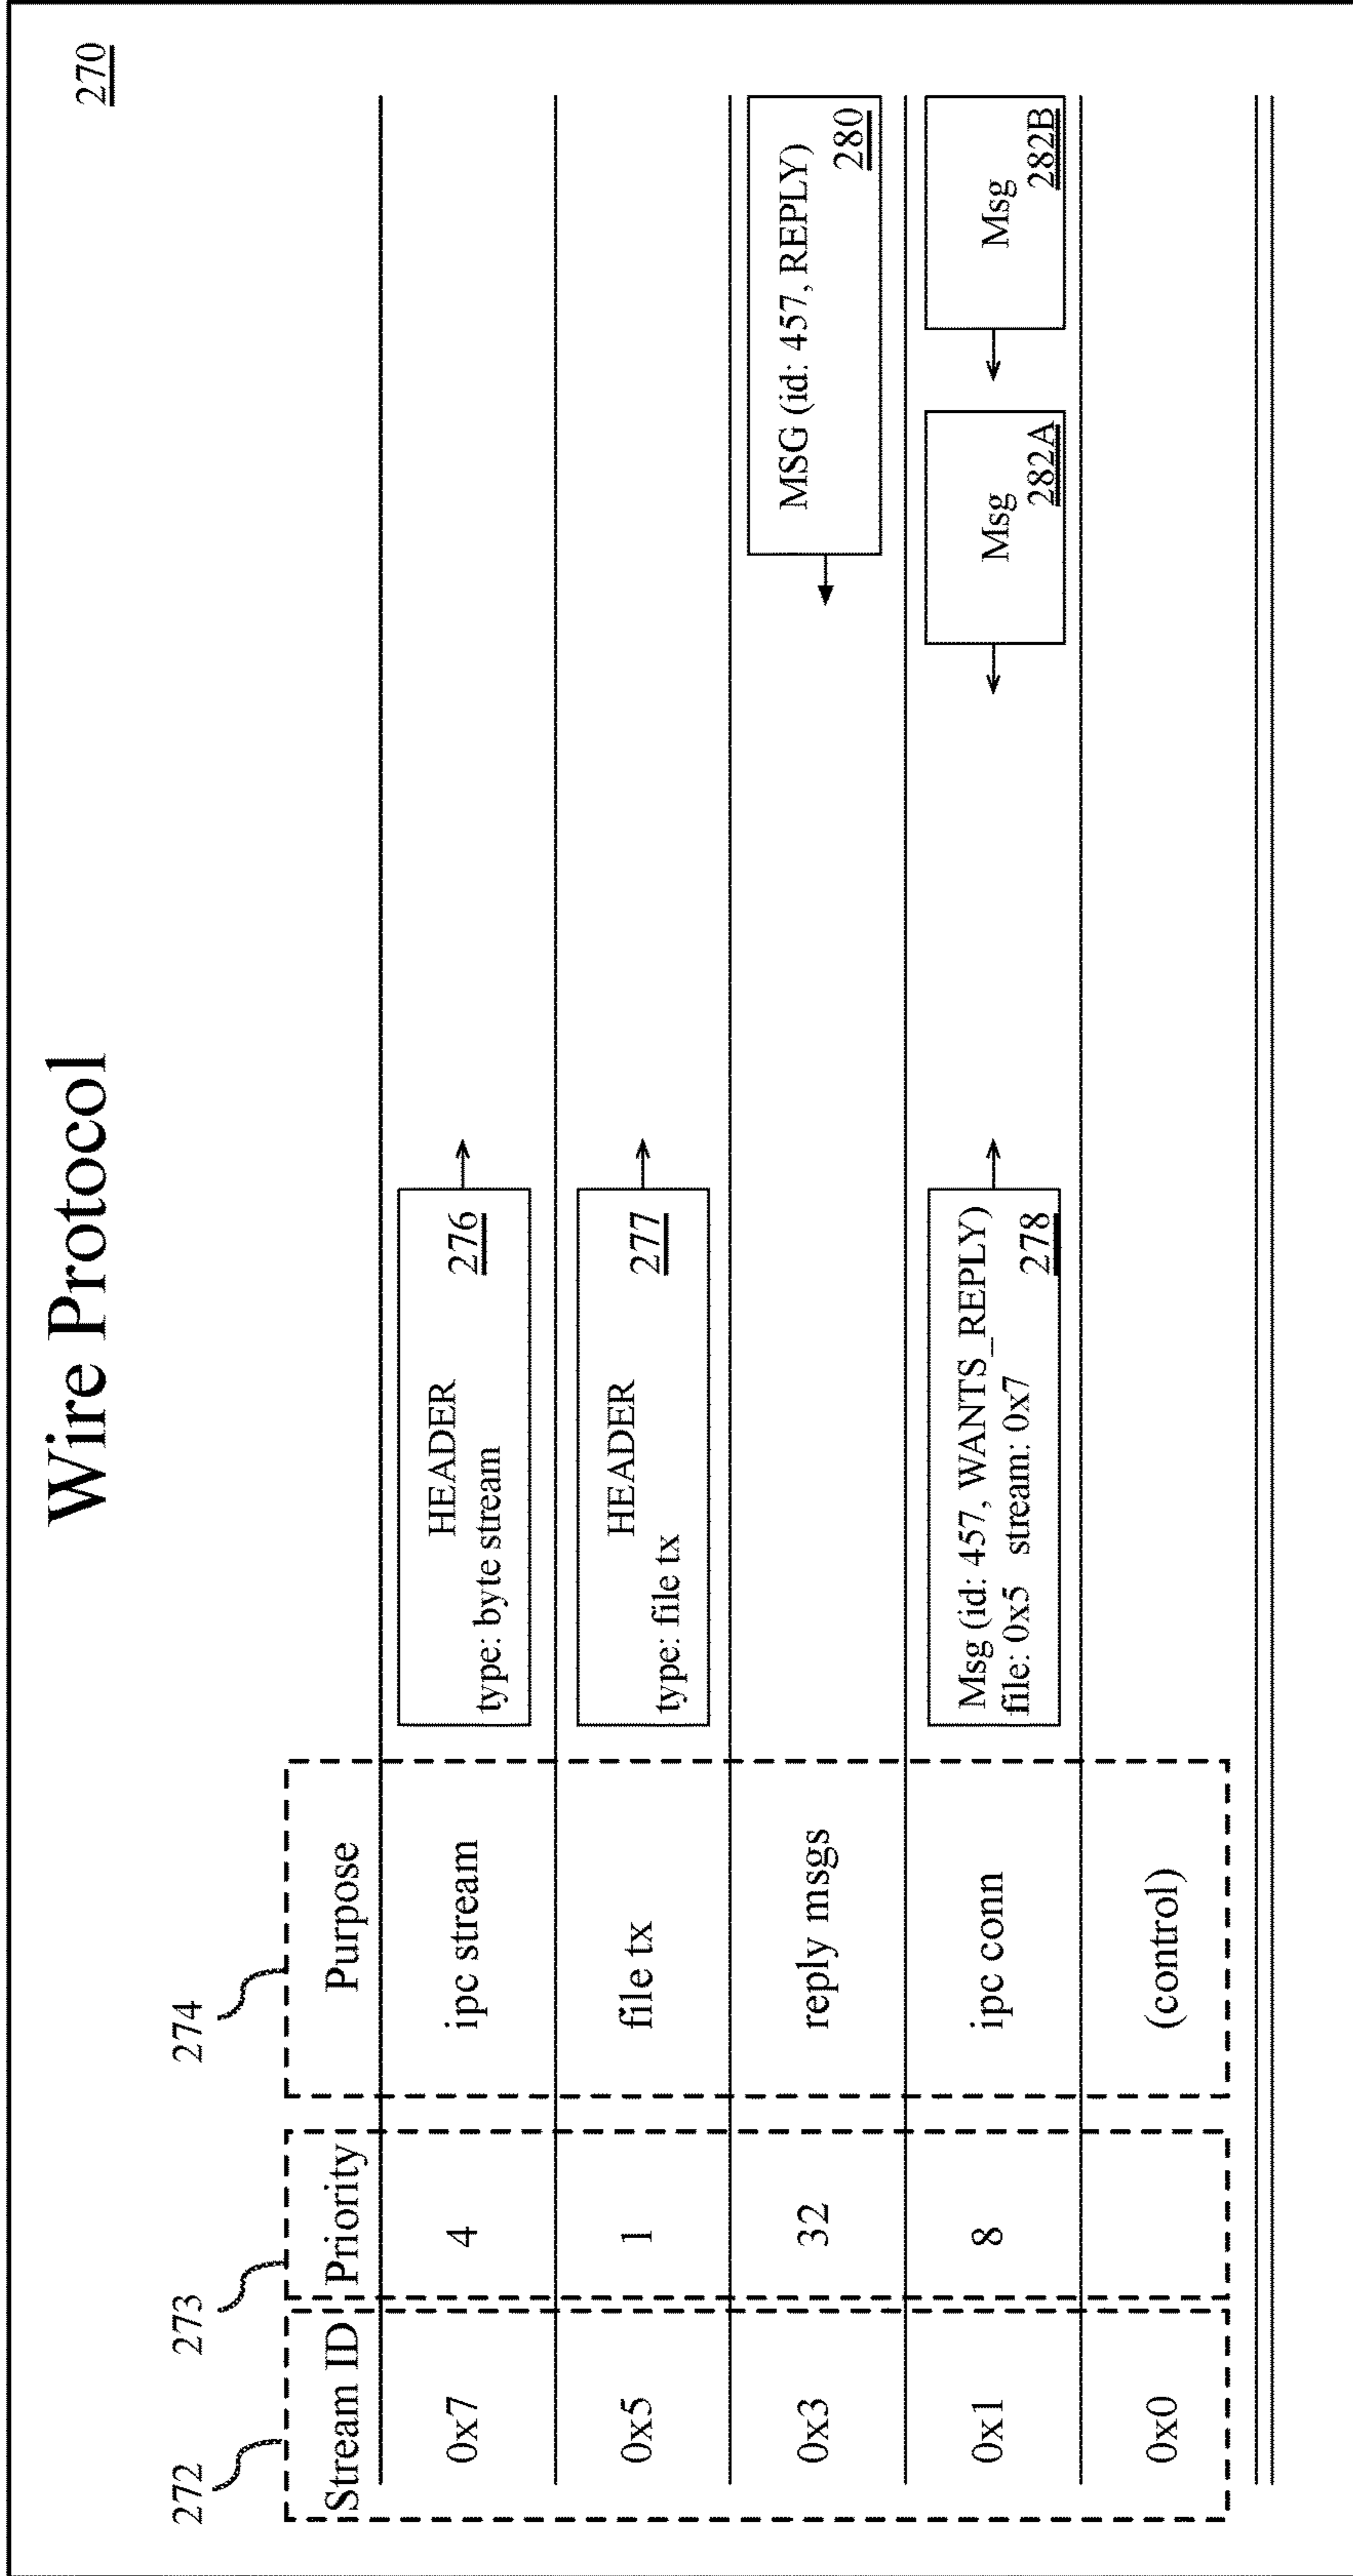 Wire Protocol
270
272
273
274
Stream ID Priority Purpose
0x7 4 ipc stream
HEADER
type: byte stream
276
0x5 1 file tx
HEADER
type: file tx
277
0x3 32 reply msgs
MSG (id: 457, REPLY)
280
0x1 8 ipc conn
Msg (id: 457, WANTS_REPLY)
file: 0x5 stream: 0x7
278
Msg
282A
Msg
282B
0x0 (control)